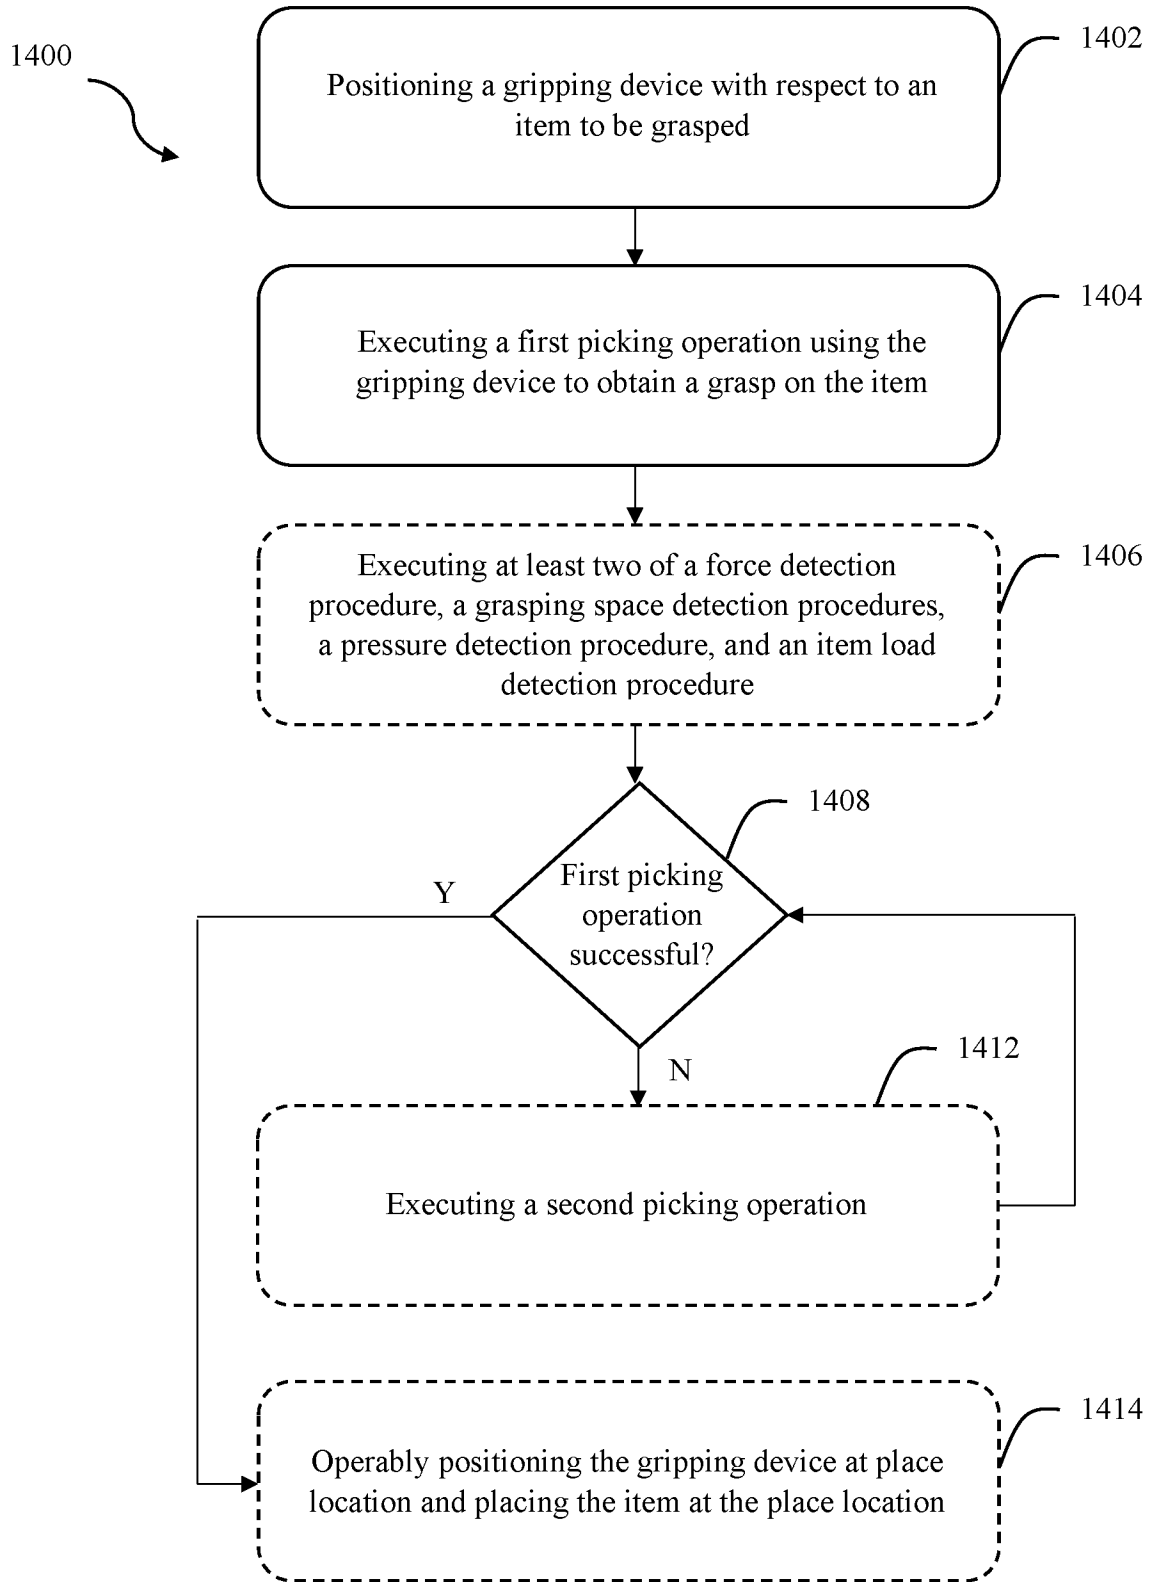 1400
1402
Positioning a gripping device with respect to an
item to be grasped
1404
Executing a first picking operation using the
gripping device to obtain a grasp on the item
1406
Executing at least two of a force detection
procedure, a grasping space detection procedures,
a pressure detection procedure, and an item load
detection procedure
1408
First picking
operation
successful?
Y
N
1412
Executing a second picking operation
1414
Operably positioning the gripping device at place
location and placing the item at the place location